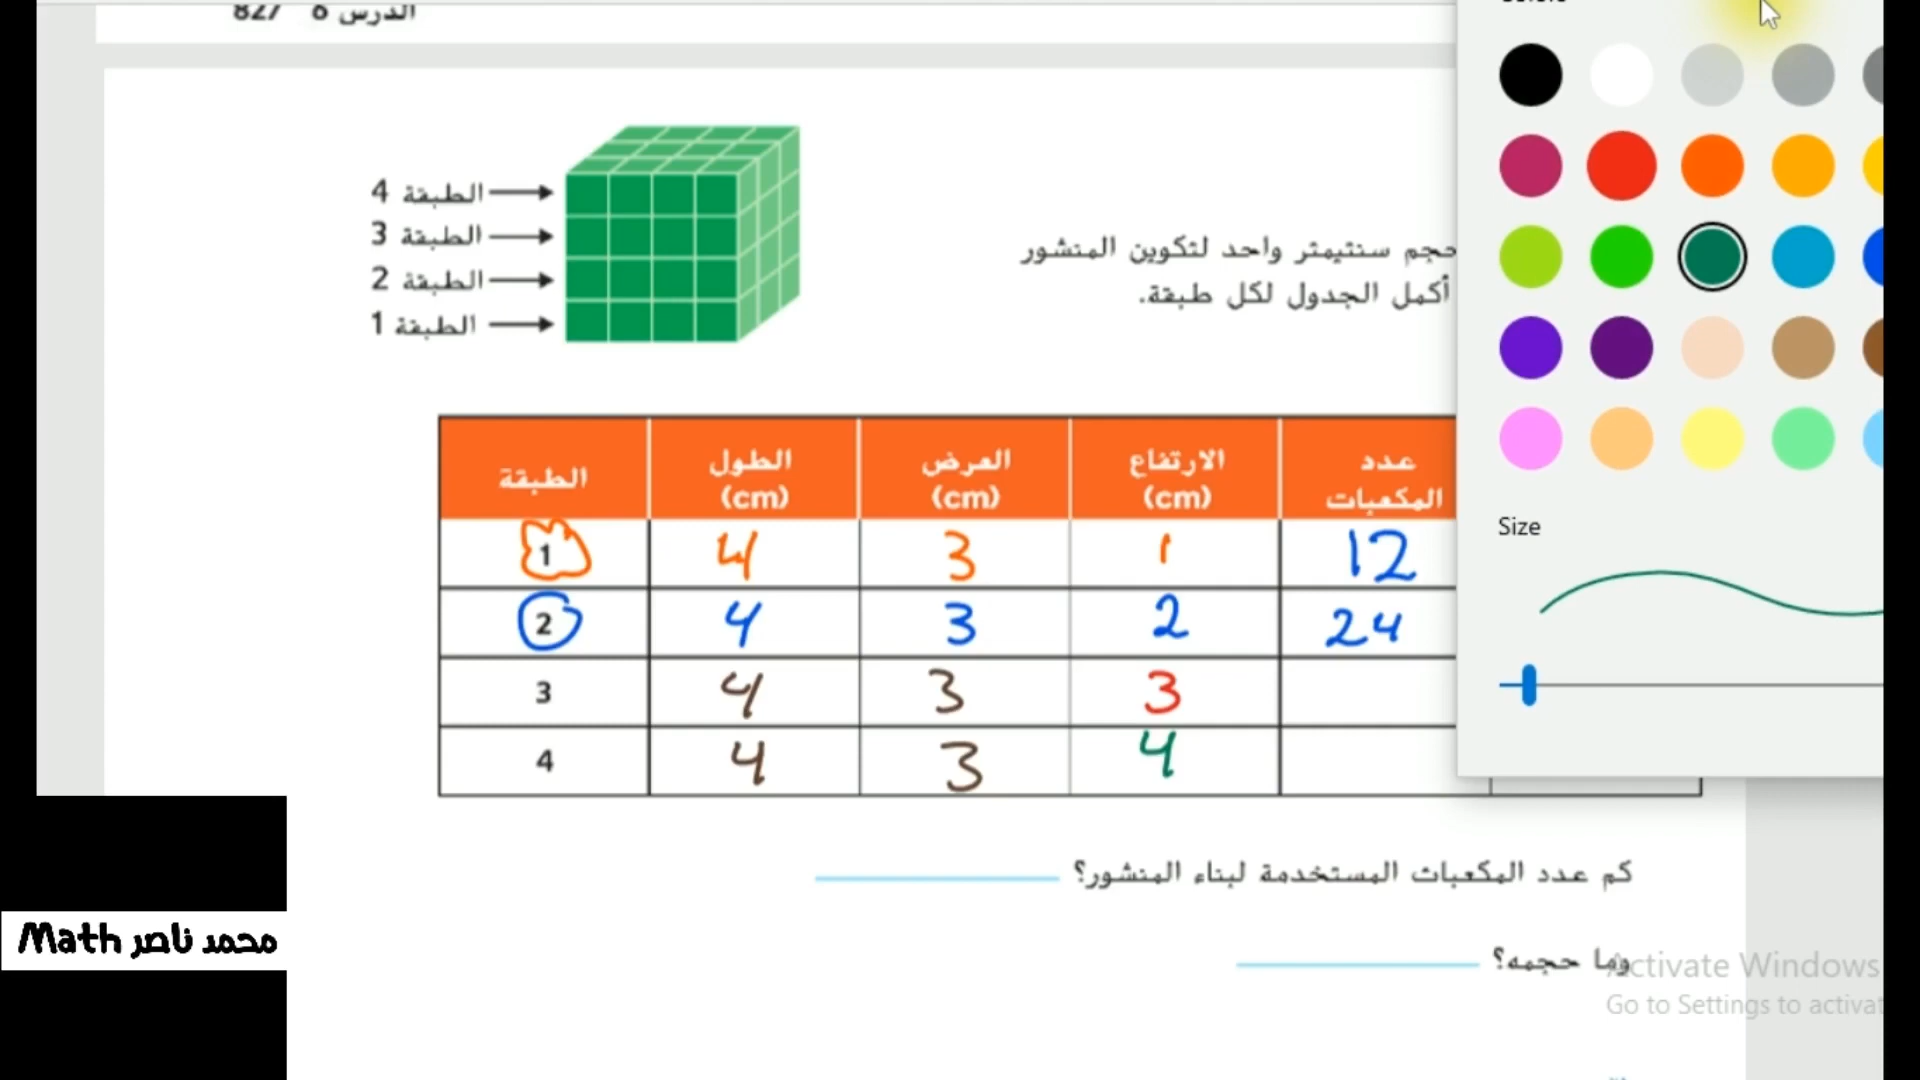 الدرس 6 827
الطبقة 4
الطبقة 3
الطبقة 2
الطبقة 1
حجم سنتيمتر واحد لتكوين المنشور
أكمل الجدول لكل طبقة.
الطبقة الطول (cm) العرض (cm) الارتفاع (cm) عدد المكعبات
1 4 3 1 12
2 4 3 2 24
3 4 3 3
4 4 3 4
كم عدد المكعبات المستخدمة لبناء المنشور؟
وما حجمه؟
Size
محمد ناصر Math
Activate Windows
Go to Settings to activat